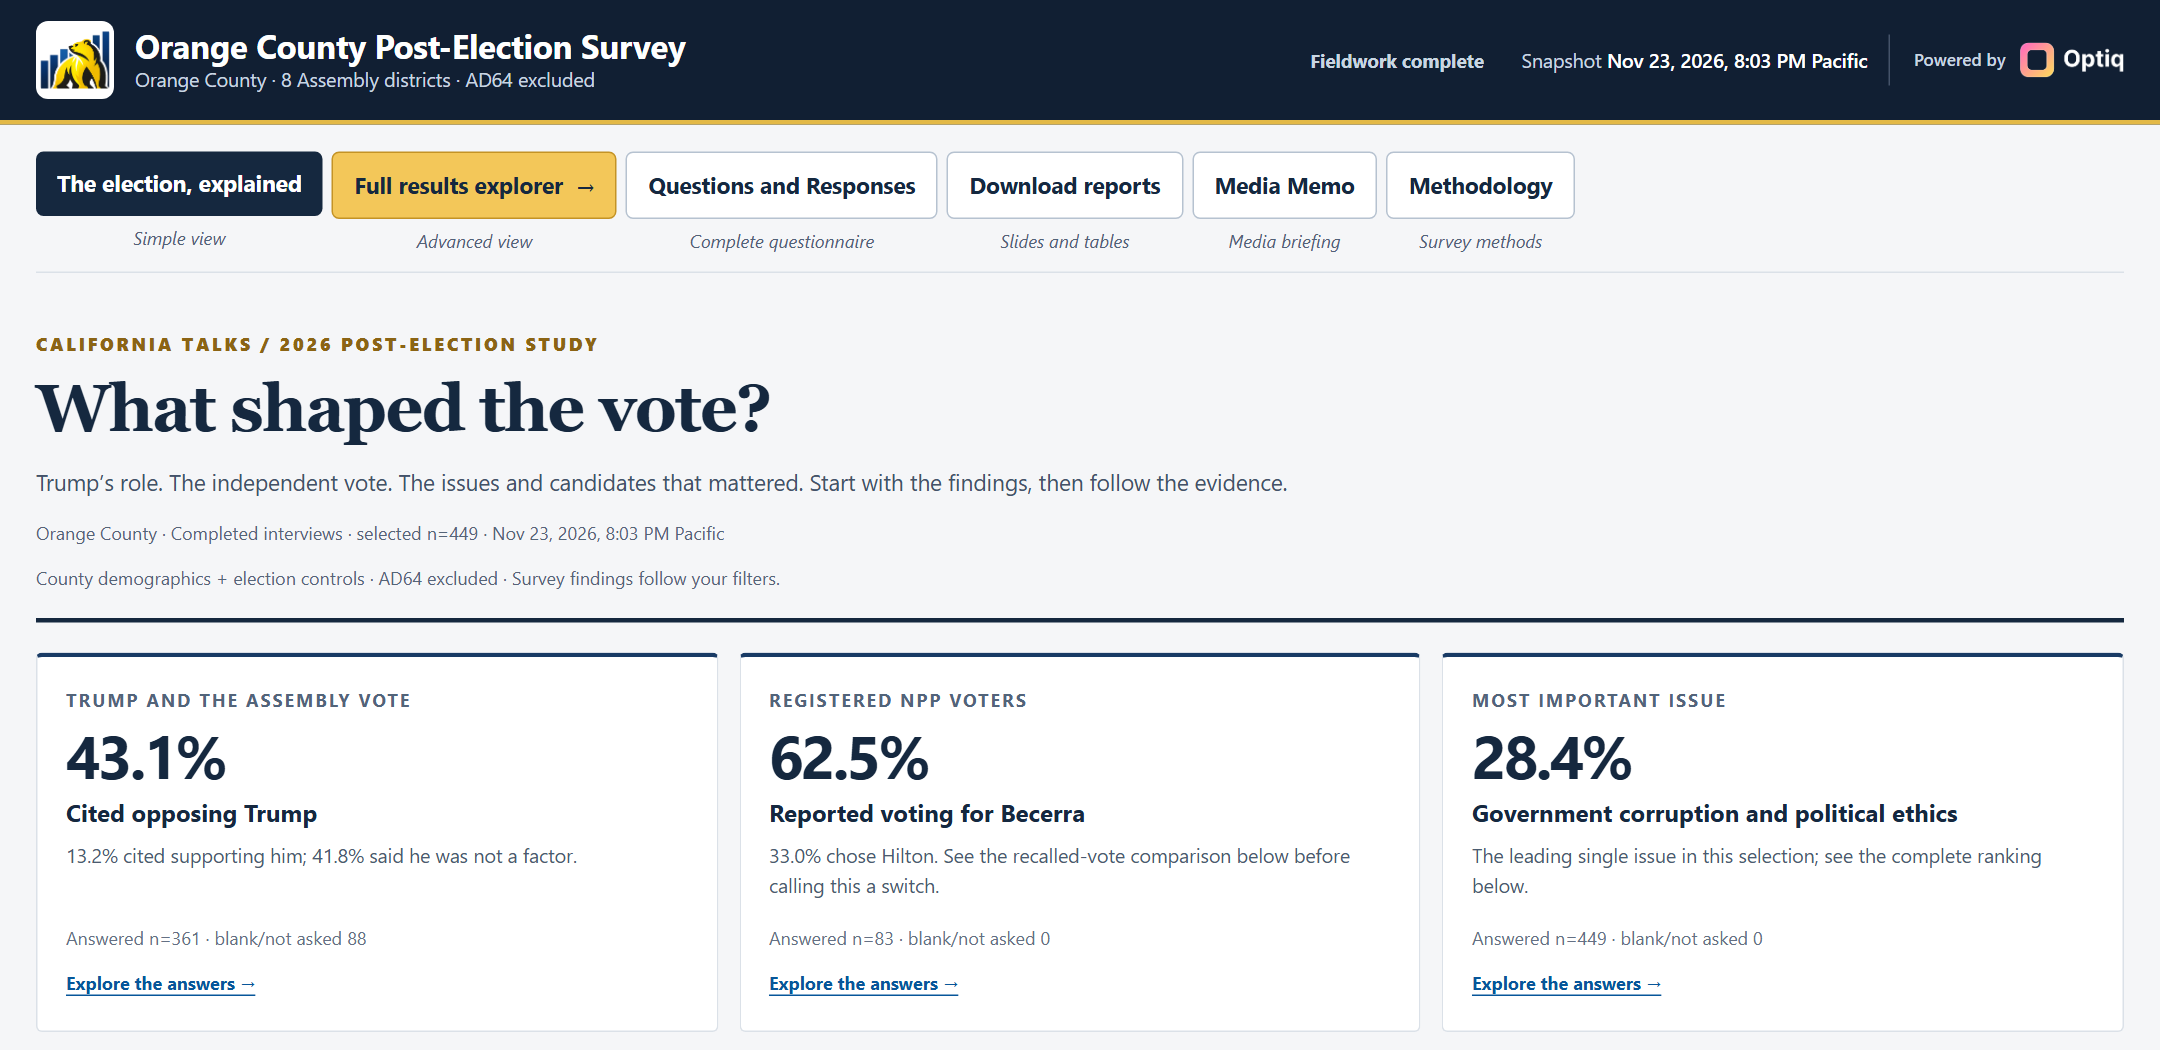 Orange County Post-Election Survey
Orange County · 8 Assembly districts · AD64 excluded
Fieldwork complete
Snapshot Nov 23, 2026, 8:03 PM Pacific
Powered by Optiq
The election, explained
Simple view
Full results explorer →
Advanced view
Questions and Responses
Complete questionnaire
Download reports
Slides and tables
Media Memo
Media briefing
Methodology
Survey methods
CALIFORNIA TALKS / 2026 POST-ELECTION STUDY
What shaped the vote?
Trump’s role. The independent vote. The issues and candidates that mattered. Start with the findings, then follow the evidence.
Orange County · Completed interviews · selected n=449 · Nov 23, 2026, 8:03 PM Pacific
County demographics + election controls · AD64 excluded · Survey findings follow your filters.
TRUMP AND THE ASSEMBLY VOTE
43.1%
Cited opposing Trump
13.2% cited supporting him; 41.8% said he was not a factor.
Answered n=361 · blank/not asked 88
Explore the answers →
REGISTERED NPP VOTERS
62.5%
Reported voting for Becerra
33.0% chose Hilton. See the recalled-vote comparison below before
calling this a switch.
Answered n=83 · blank/not asked 0
Explore the answers →
MOST IMPORTANT ISSUE
28.4%
Government corruption and political ethics
The leading single issue in this selection; see the complete ranking
below.
Answered n=449 · blank/not asked 0
Explore the answers →